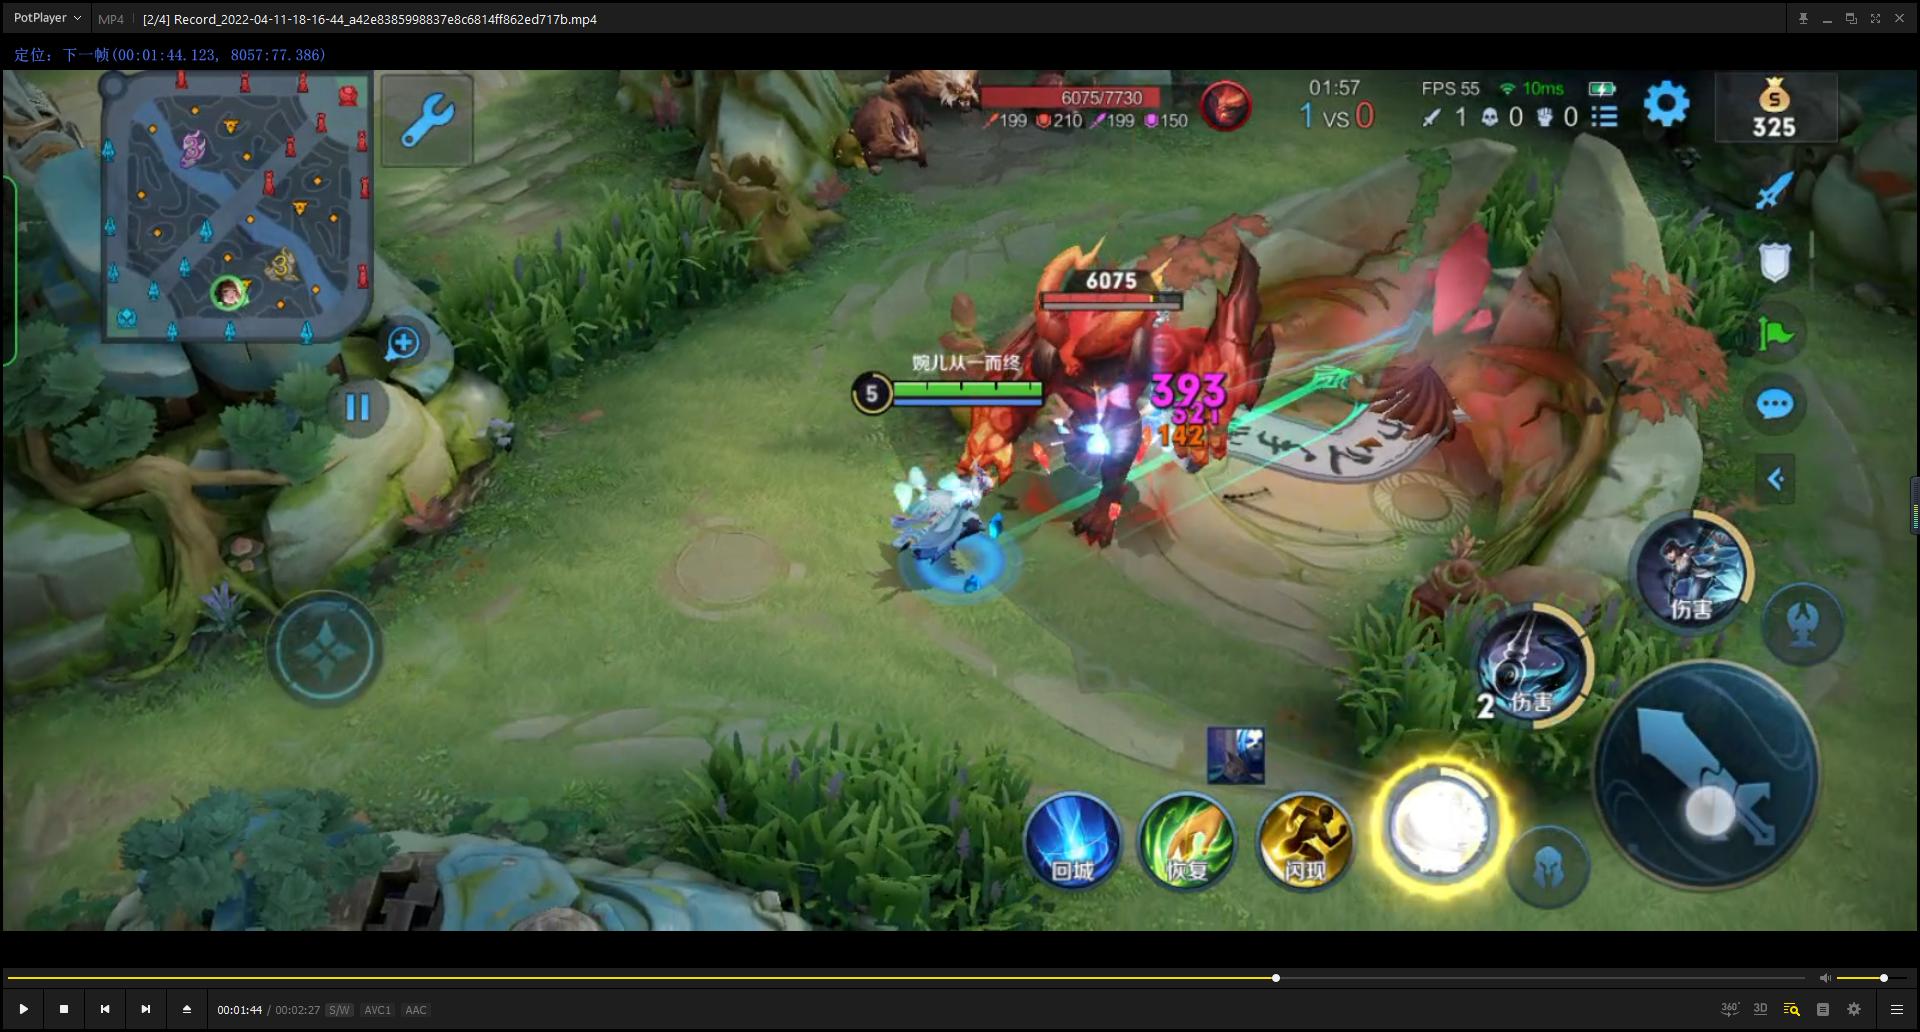 PotPlayer
MP4
[2/4] Record_2022-04-11-18-16-44_a42e8385998837e8c6814ff862ed717b.mp4
定位：下一帧(00:01:44.123, 8057:77.386)
6075/7730
199 210 199 150
01:57
1 VS 0
FPS 55
10ms
1 0 0
325
3
3
6075
婉儿从一而终
5
393
521
142
伤害
2 伤害
回城
恢复
闪现
00:01:44 / 00:02:27 S/W AVC1 AAC
360°
3D